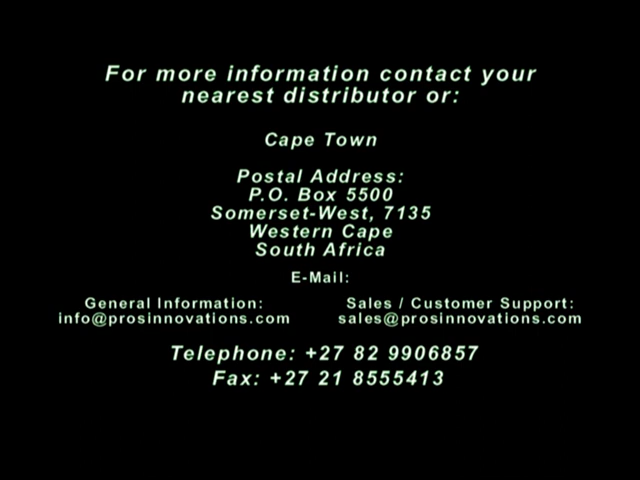 For more information contact your
nearest distributor or:
Cape Town
Postal Address:
P.O. Box 5500
Somerset-West, 7135
Western Cape
South Africa
E-Mail:
General Information:
info@prosinnovations.com
Sales / Customer Support:
sales@prosinnovations.com
Telephone: +27 82 9906857
Fax: +27 21 8555413